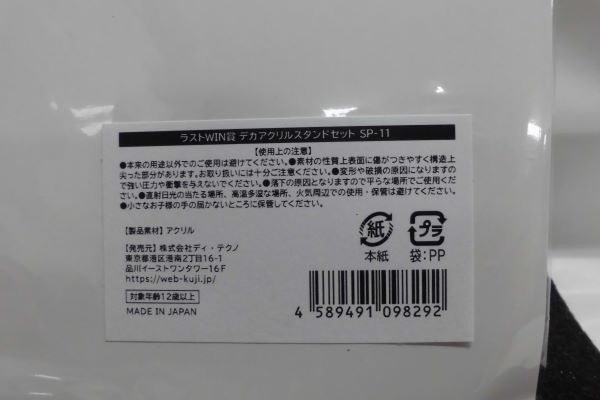 ラストWIN賞 デカアクリルスタンドセット SP-11
【使用上の注意】
●本来の用途以外でのご使用は避けてください。●素材の性質上表面に傷がつきやすく構造上
尖った部分があります。お取り扱いには十分ご注意ください。●変形や破損の原因になりますの
で強い圧力や衝撃を与えないでください。●落下の原因となりますので平らな場所でご使用くだ
さい。●直射日光の当たる場所、高温多湿な場所、火気周辺での使用・保管は避けてください。
●小さなお子様の手の届かないところに保管してください。
【製品素材】アクリル
【発売元】株式会社ディ・テクノ
東京都港区港南2丁目16-1
品川イーストワンタワー16F
https://web-kuji.jp/
対象年齢12歳以上
MADE IN JAPAN
紙
本紙
プラ
袋:PP
4 589491 098292